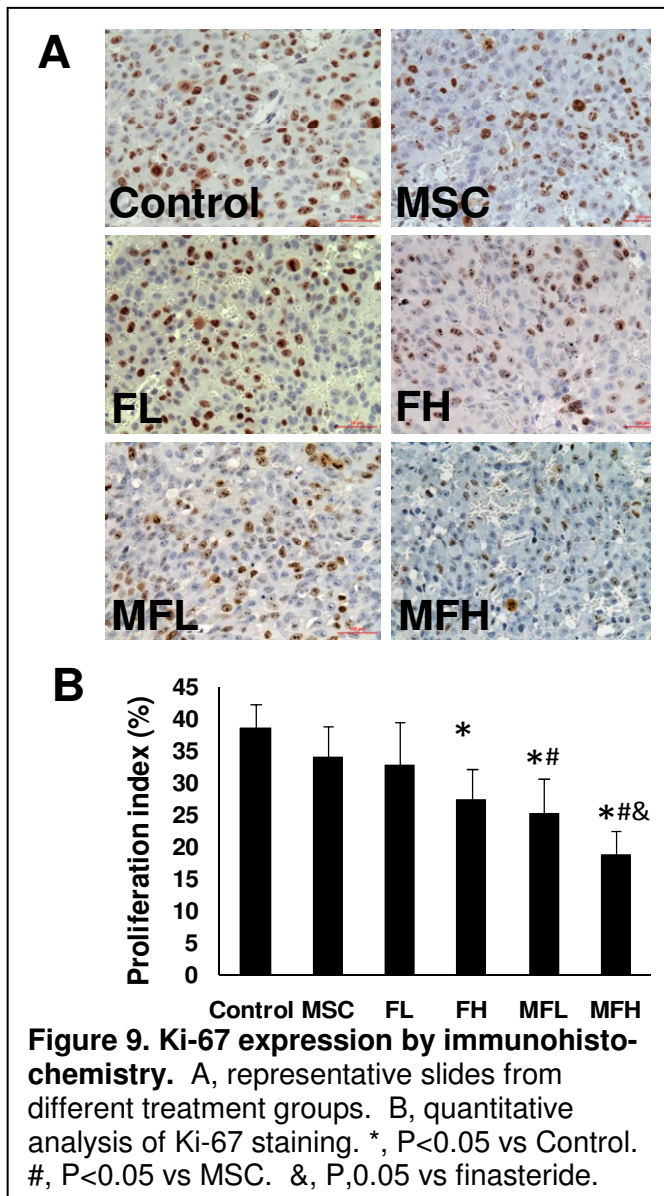 A
Control
MSC
FL
FH
MFL
MFH
B
Proliferation index (%)
45
40
35
30
25
20
15
10
5
0
*
*#
*#&
Control MSC FL FH MFL MFH
Figure 9. Ki-67 expression by immunohisto-
chemistry. A, representative slides from
different treatment groups. B, quantitative
analysis of Ki-67 staining. *, P<0.05 vs Control.
#, P<0.05 vs MSC. &, P,0.05 vs finasteride.